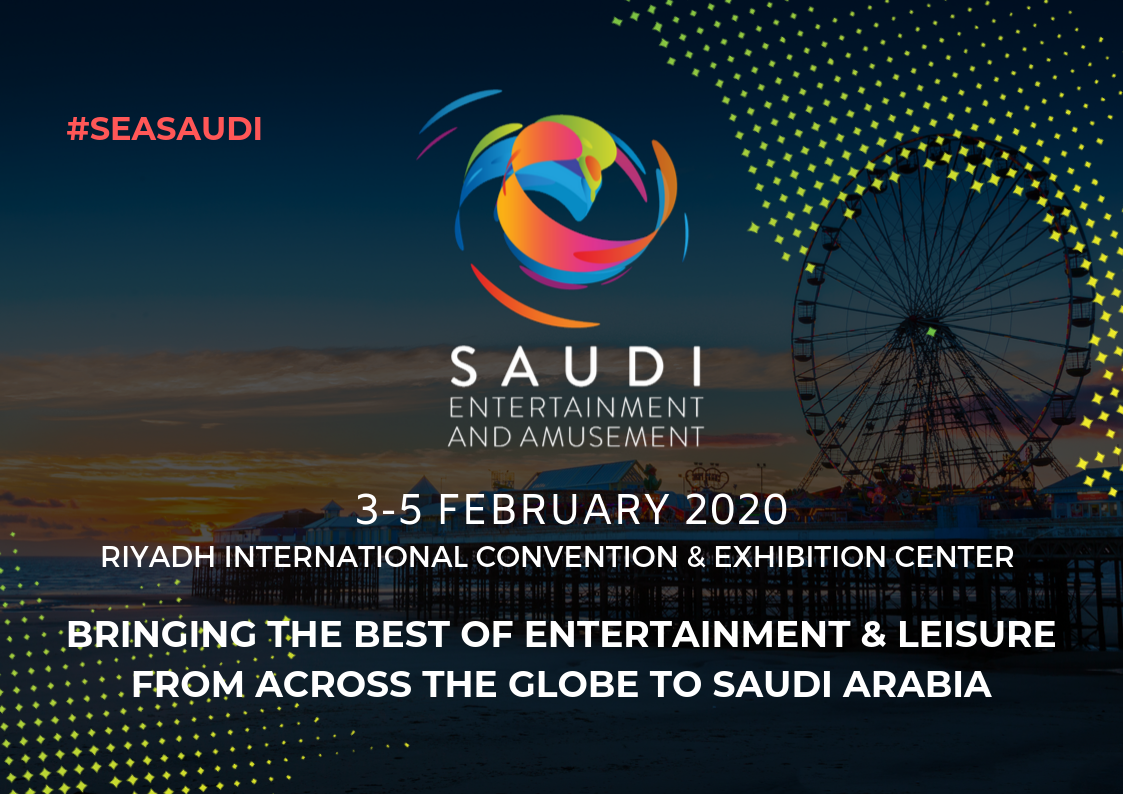 #SEASAUDI
SAUDI
ENTERTAINMENT
AND AMUSEMENT
3-5 FEBRUARY 2020
RIYADH INTERNATIONAL CONVENTION & EXHIBITION CENTER
BRINGING THE BEST OF ENTERTAINMENT & LEISURE
FROM ACROSS THE GLOBE TO SAUDI ARABIA